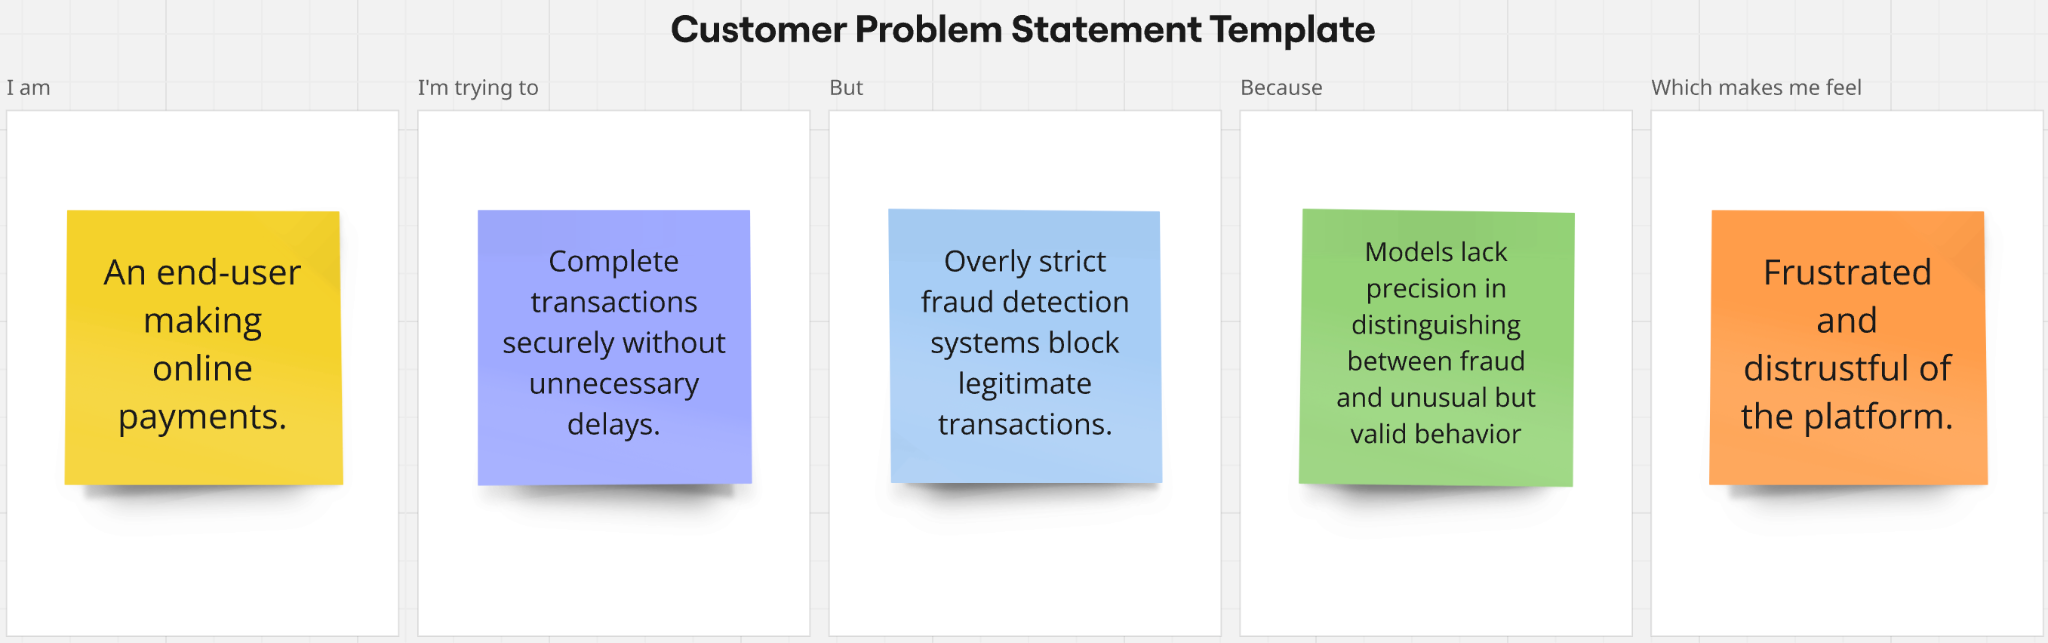 Customer Problem Statement Template
I am
I'm trying to
But
Because
Which makes me feel
An end-user
making
online
payments.
Complete
transactions
securely without
unnecessary
delays.
Overly strict
fraud detection
systems block
legitimate
transactions.
Models lack
precision in
distinguishing
between fraud
and unusual but
valid behavior
Frustrated
and
distrustful of
the platform.